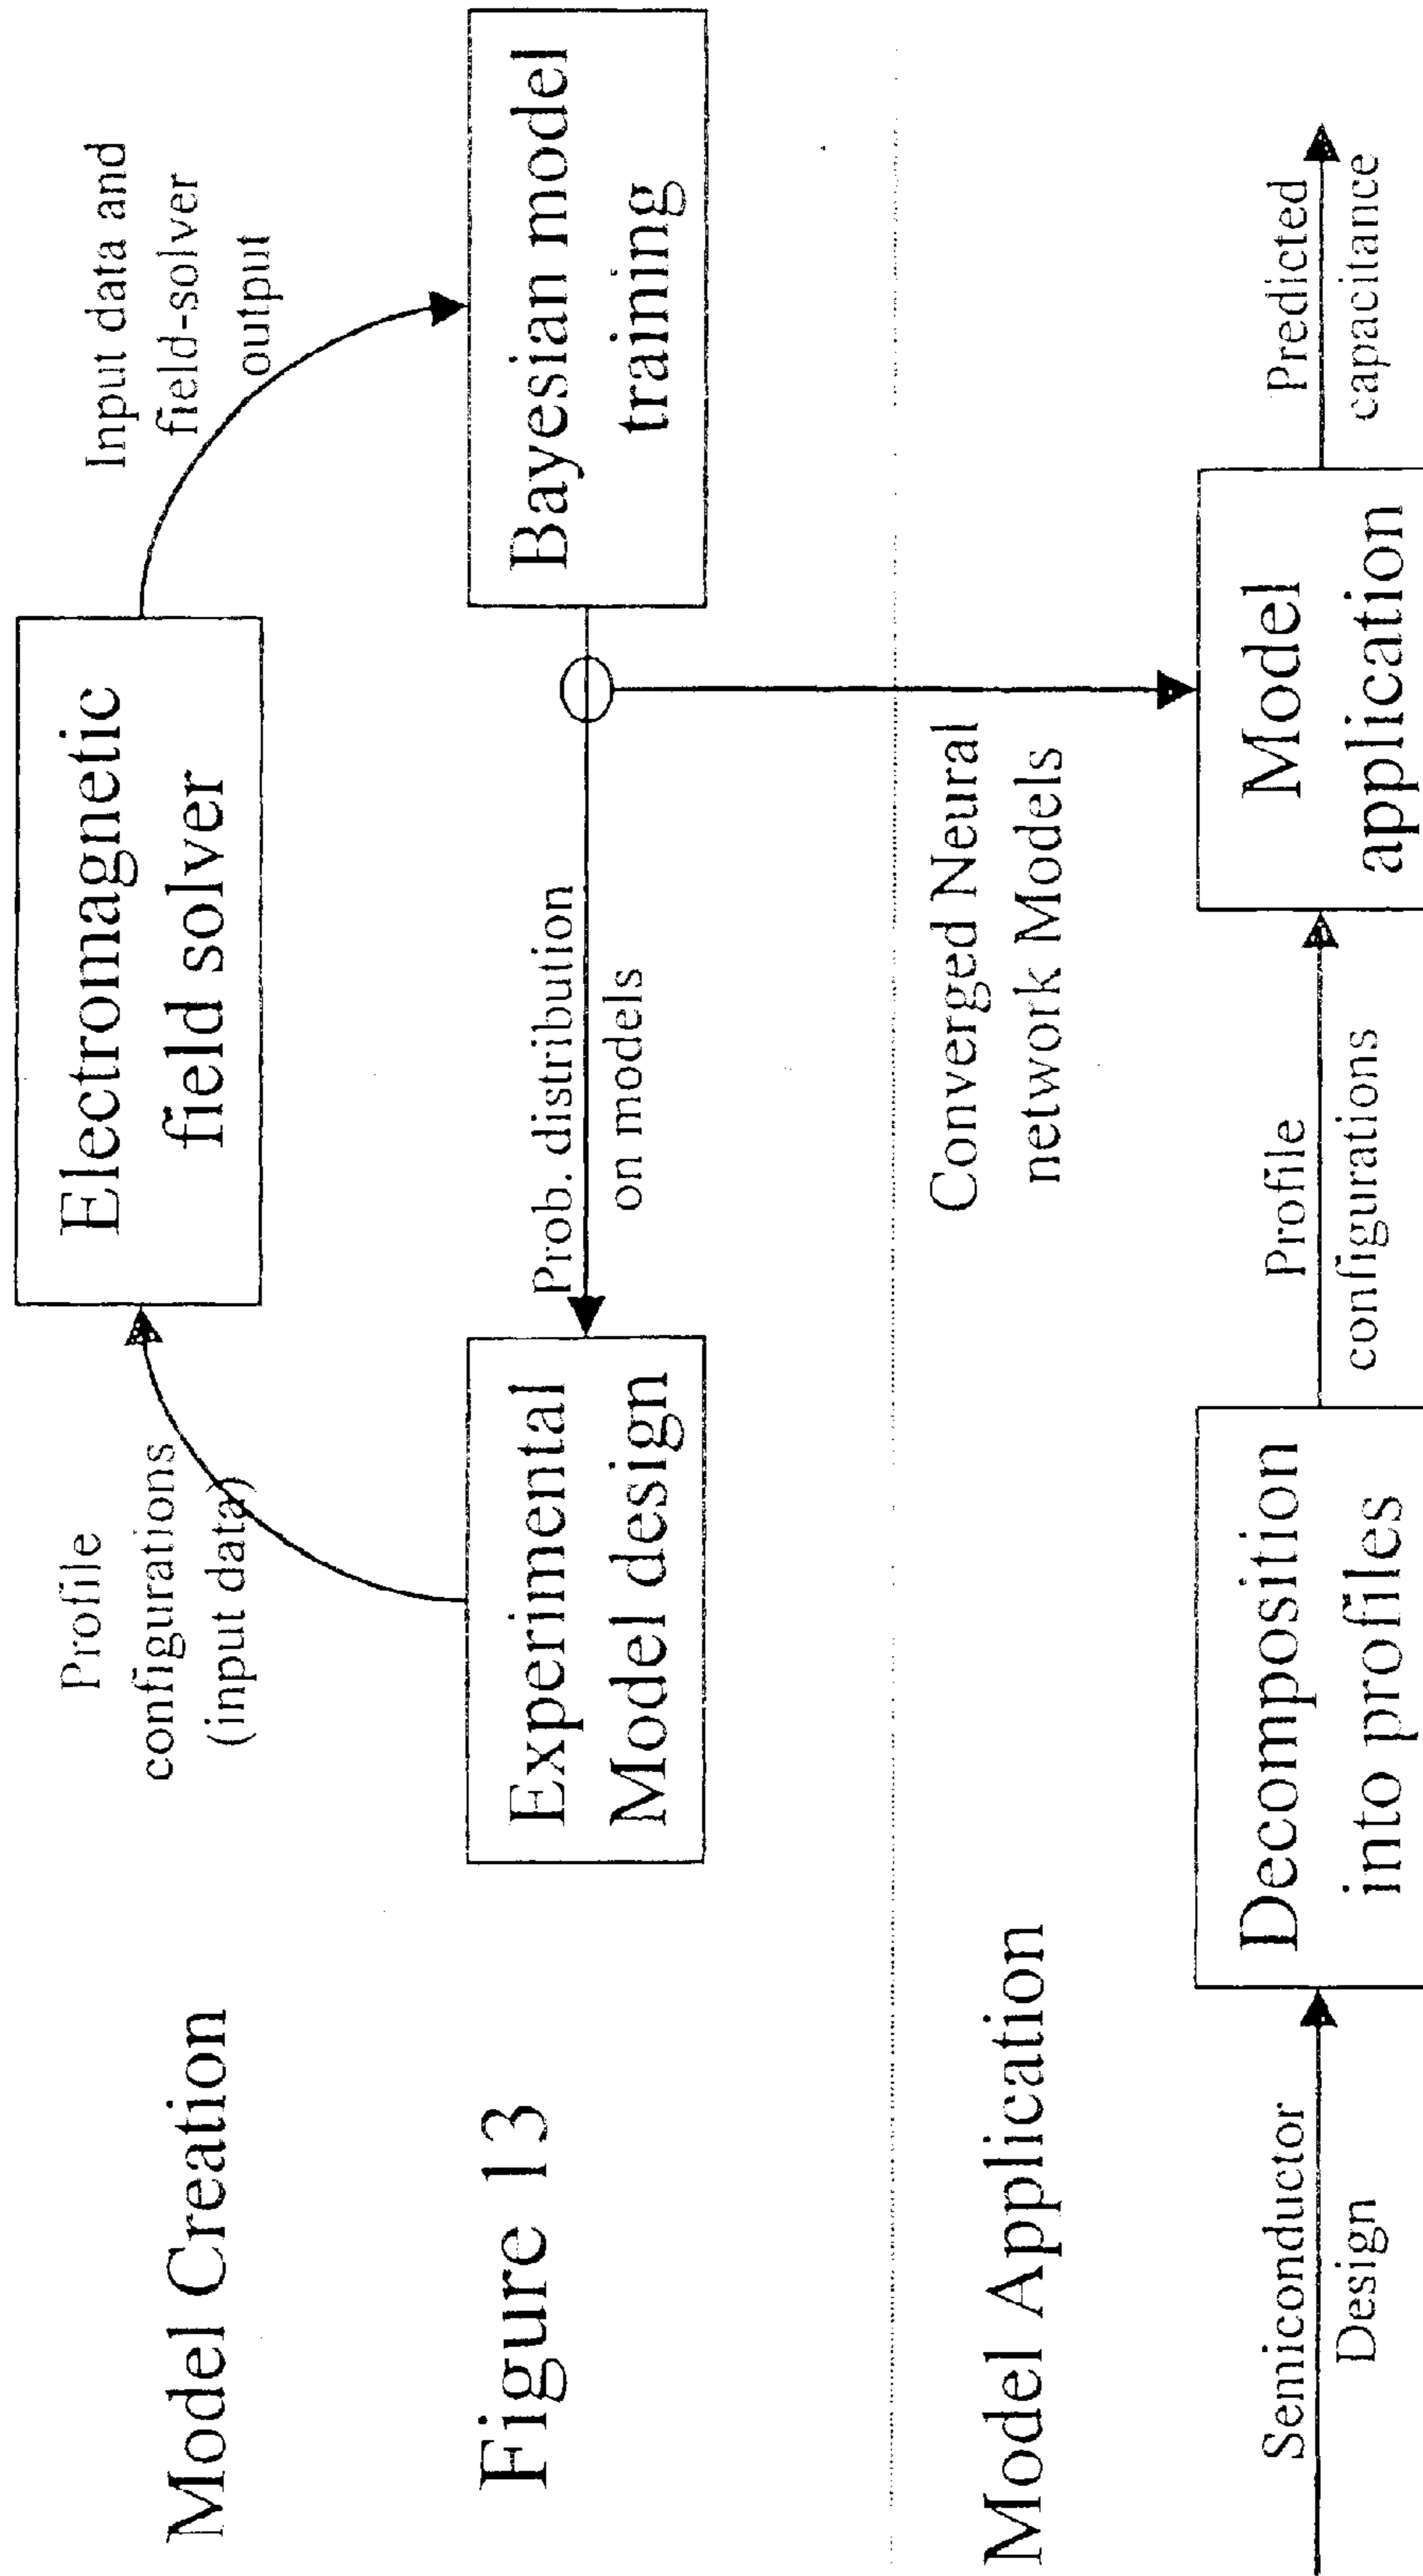 Model Creation
Profile
configurations
(input data)
Electromagnetic
field solver
Input data and
field-solver
output
Figure 13
Experimental
Model design
Prob. distribution
on models
Bayesian model
training
Converged Neural
network Models
Model Application
Semiconductor
Design
Decomposition
into profiles
Profile
configurations
Model
application
Predicted
capacitance